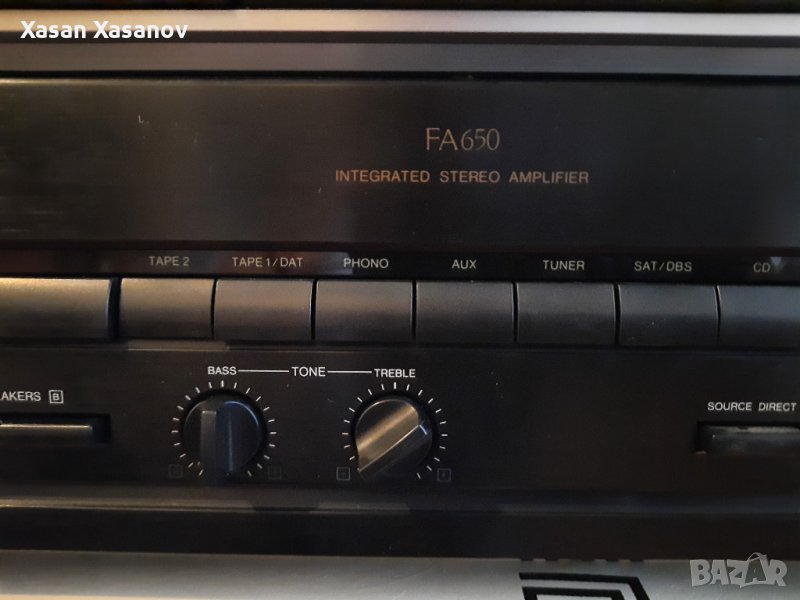 Xasan Xasanov
FA650
INTEGRATED STEREO AMPLIFIER
TAPE 2 TAPE 1/DAT PHONO AUX TUNER SAT/DBS CD
BASS TONE TREBLE
AKERS B
SOURCE DIRECT
BAZAR